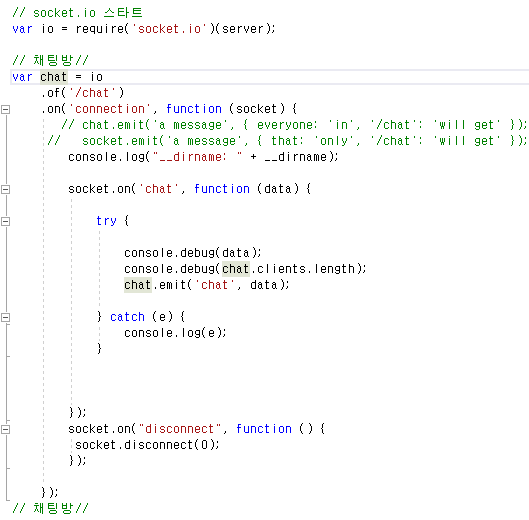 // socket.io 스타트
var io = require('socket.io')(server);
// 채팅방//
var chat = io
.of('/chat')
.on('connection', function (socket) {
// chat.emit('a message', { everyone: 'in', '/chat': 'will get' });
//   socket.emit('a message', { that: 'only', '/chat': 'will get' });
console.log("__dirname: " + __dirname);
socket.on('chat', function (data) {
try {
console.debug(data);
console.debug(chat.clients.length);
chat.emit('chat', data);
} catch (e) {
console.log(e);
}
});
socket.on("disconnect", function () {
socket.disconnect(0);
});
});
// 채팅방//